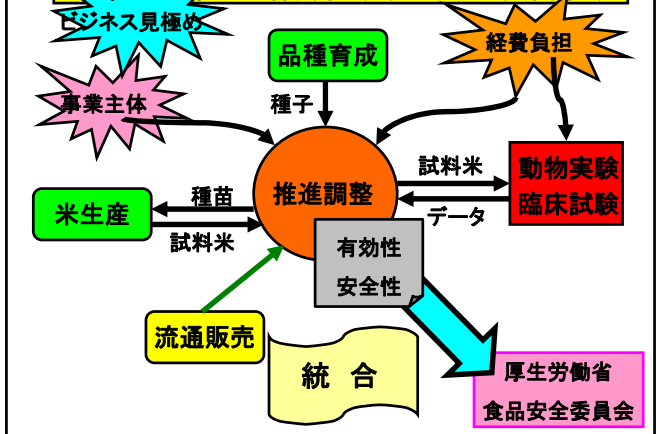 ビジネス見極め
品種育成
経費負担
事業主体
種子
推進調整
試料米
動物実験
臨床試験
データ
米生産
種苗
試料米
有効性
安全性
流通販売
統 合
厚生労働省
食品安全委員会